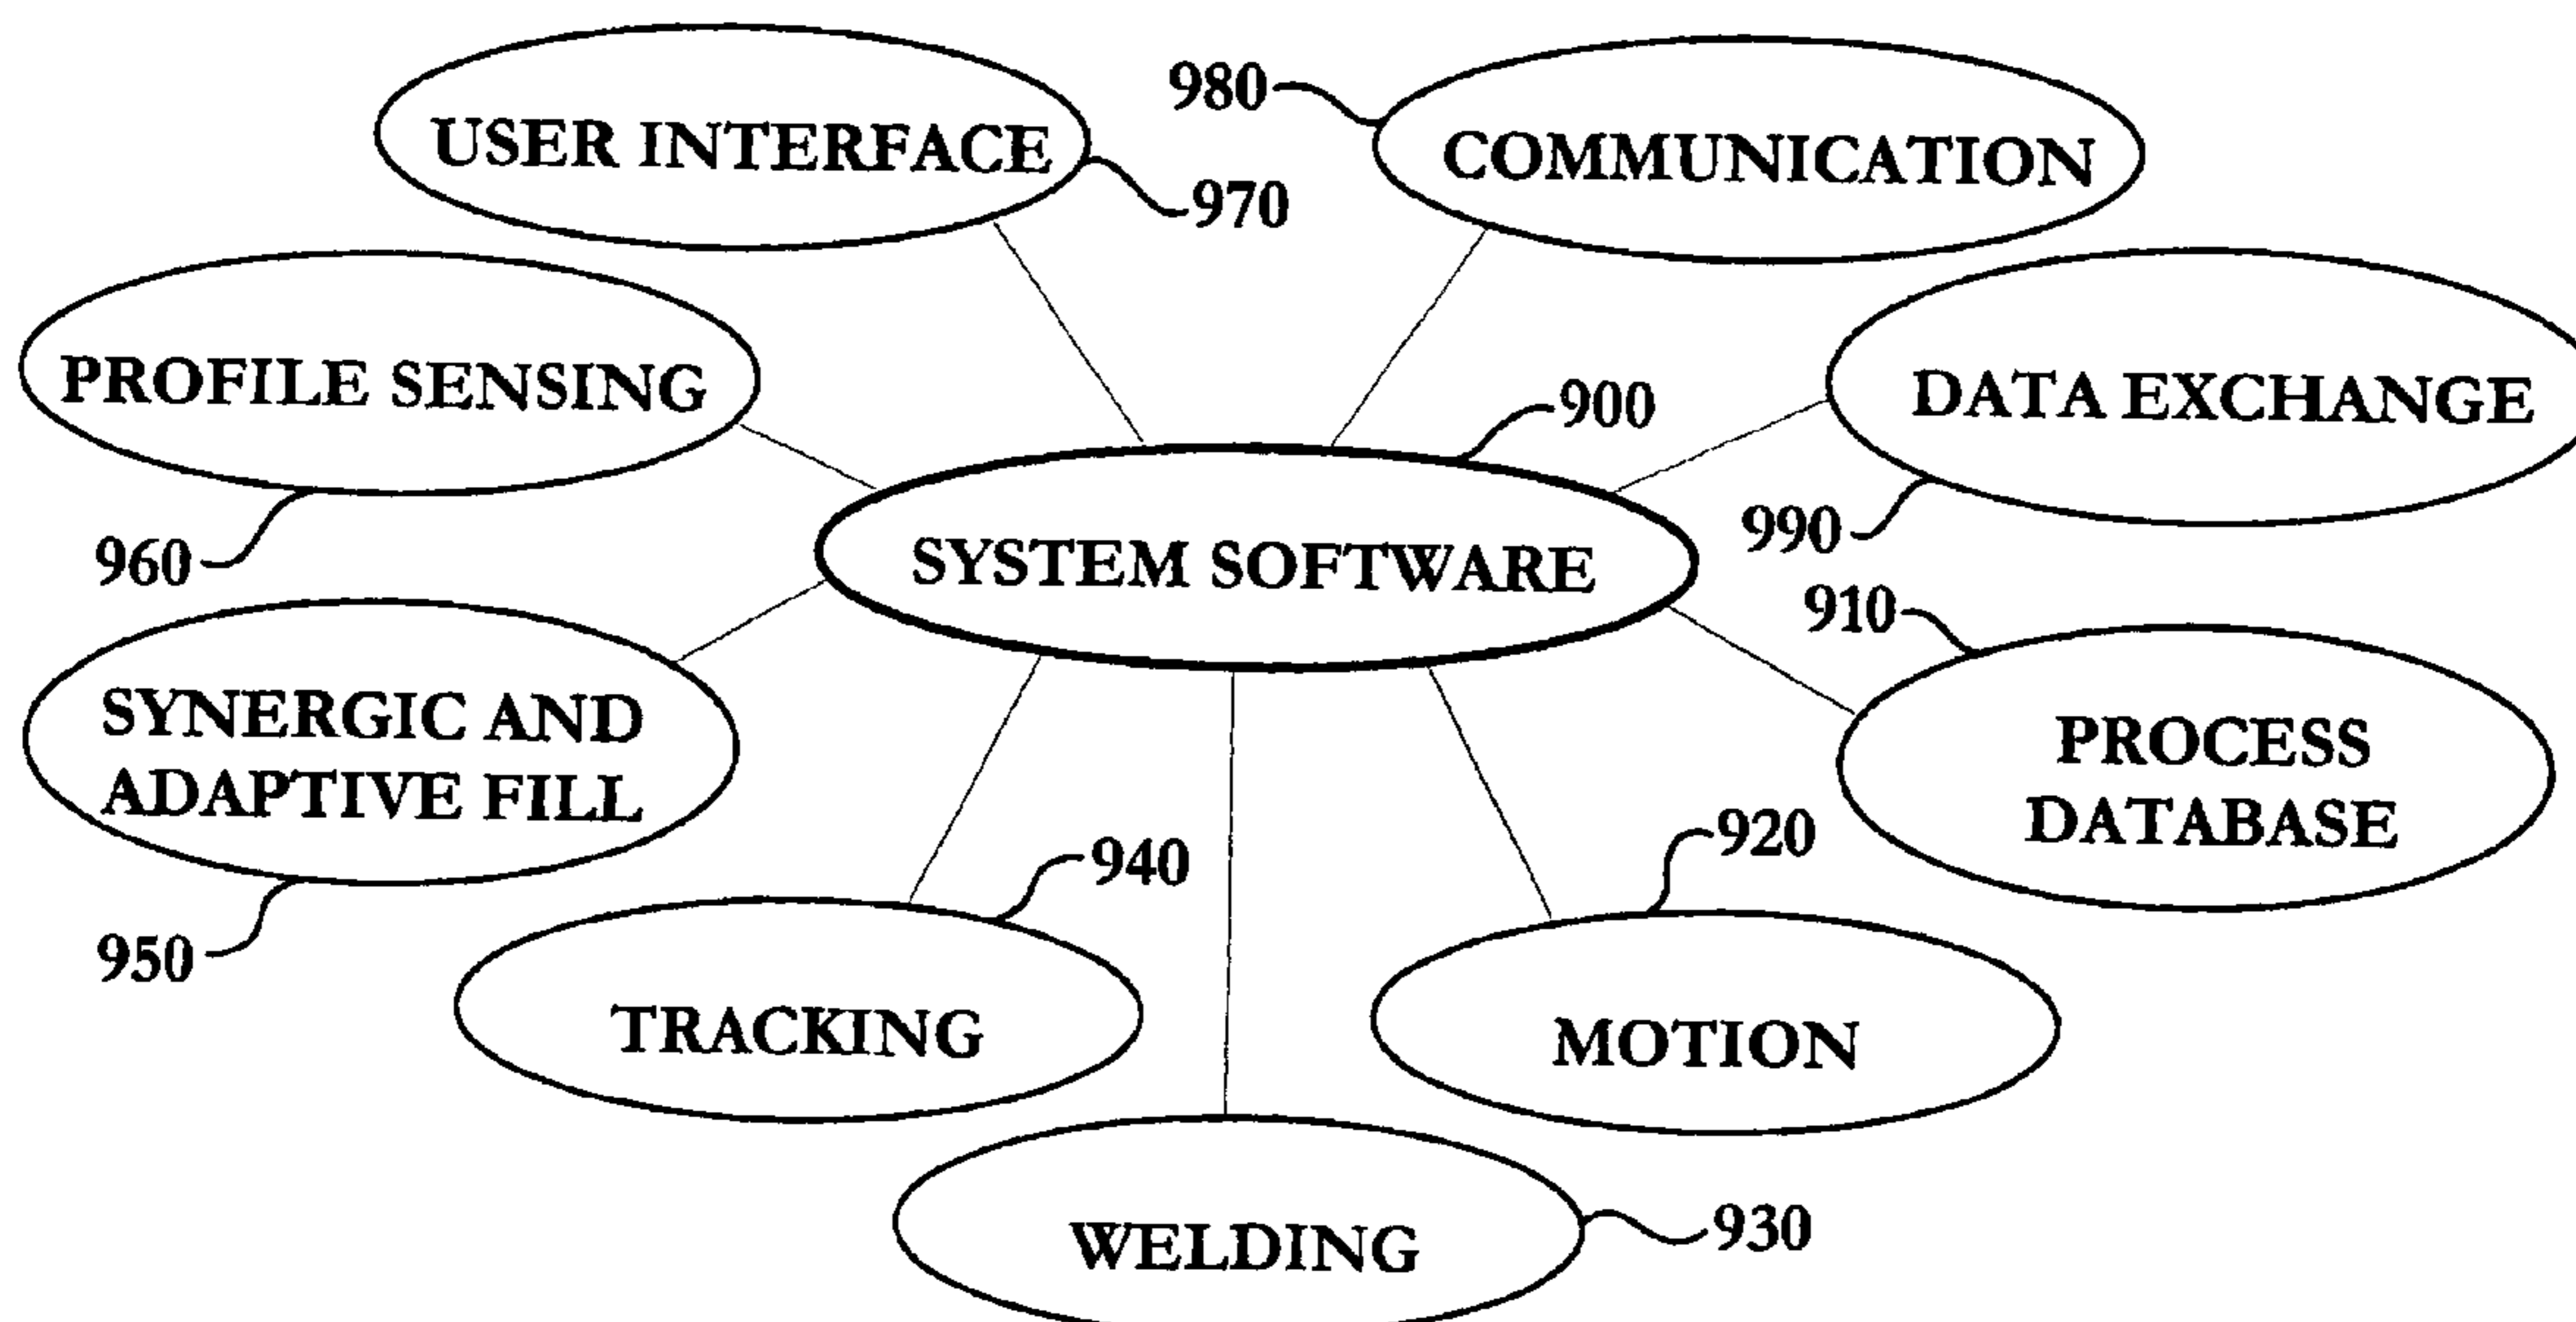 980
USER INTERFACE
COMMUNICATION
970
PROFILE SENSING
900
DATA EXCHANGE
960
SYSTEM SOFTWARE
990
910
SYNERGIC AND
ADAPTIVE FILL
PROCESS
DATABASE
940
920
950
TRACKING
MOTION
WELDING
930